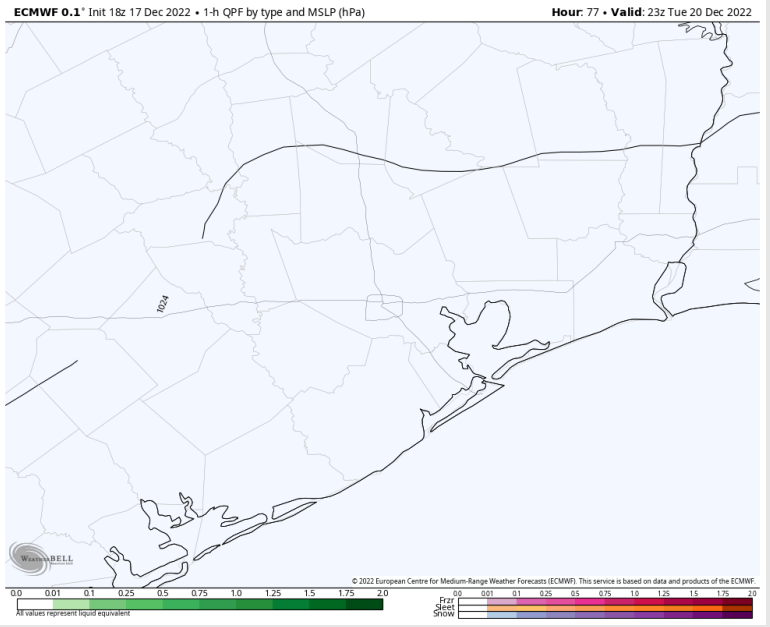 ECMWF 0.1° Init 18z 17 Dec 2022 • 1-h QPF by type and MSLP (hPa) Hour: 77 • Valid: 23z Tue 20 Dec 2022
1024
WEATHERBELL
© 2022 European Centre for Medium-Range Weather Forecasts (ECMWF). This service is based on data and products of the ECMWF.
0.0 0.01 0.1 0.25 0.5 0.75 1.0 1.25 1.5 1.75 2.0
All values represent liquid equivalent
0.0 0.01 0.1 0.25 0.5 0.75 1.0 1.25 1.5 1.75 2.0
Frzr
Sleet
Snow